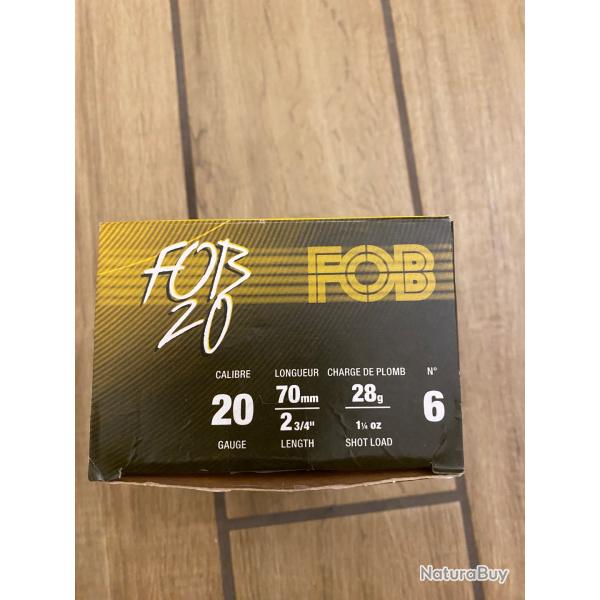 FOB
20
FOB
CALIBRE LONGUEUR CHARGE DE PLOMB N°
20 70mm 28g 6
2 3/4" 1¼ oz
GAUGE LENGTH SHOT LOAD
NaturaBuy